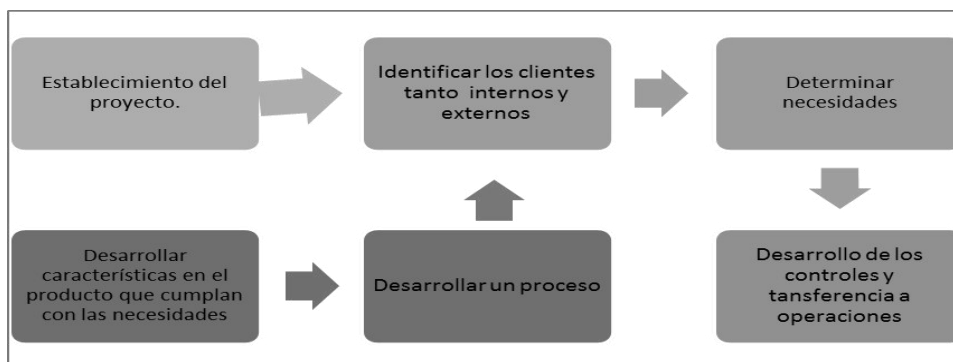 Establecimiento del
proyecto.
Identificar los clientes
tanto internos y
externos
Determinar
necesidades
Desarrollar
características en el
producto que cumplan
con las necesidades
Desarrollar un proceso
Desarrollo de los
controles y
tansferencia a
operaciones